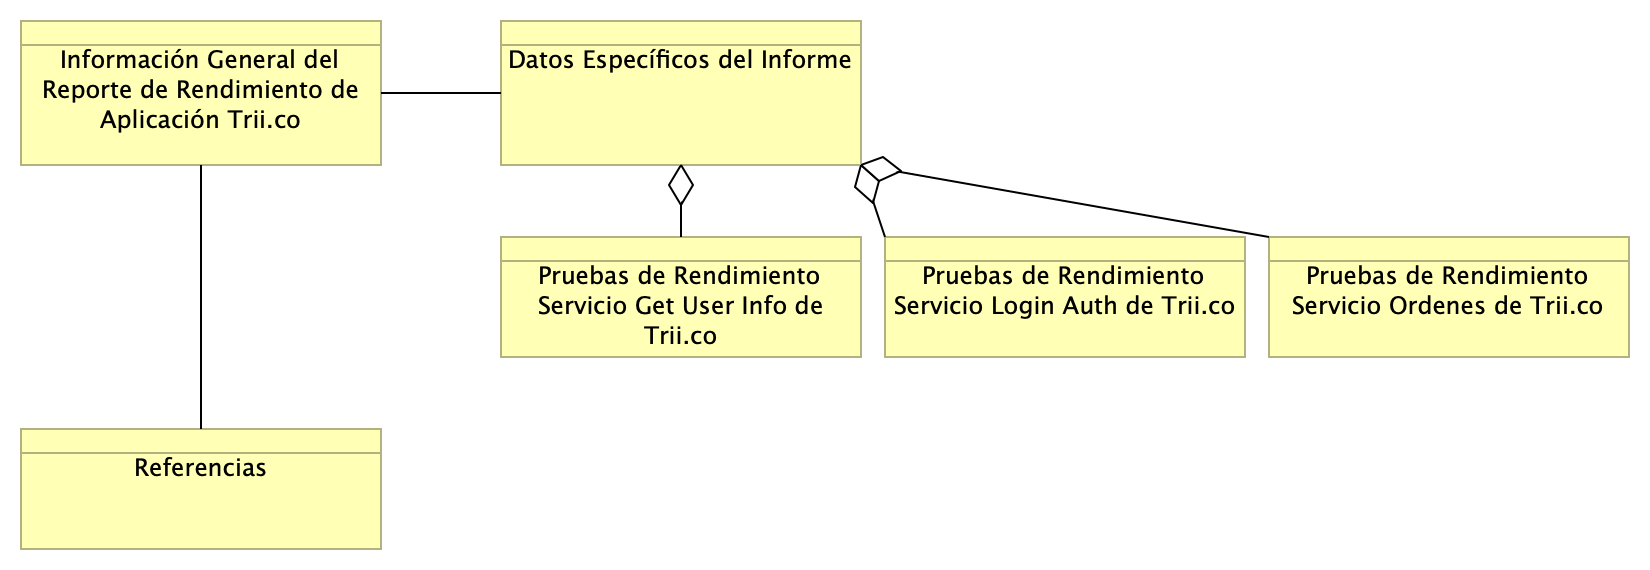 Información General del
Reporte de Rendimiento de
Aplicación Trii.co
Datos Específicos del Informe
Pruebas de Rendimiento
Servicio Get User Info de
Trii.co
Pruebas de Rendimiento
Servicio Login Auth de Trii.co
Pruebas de Rendimiento
Servicio Ordenes de Trii.co
Referencias